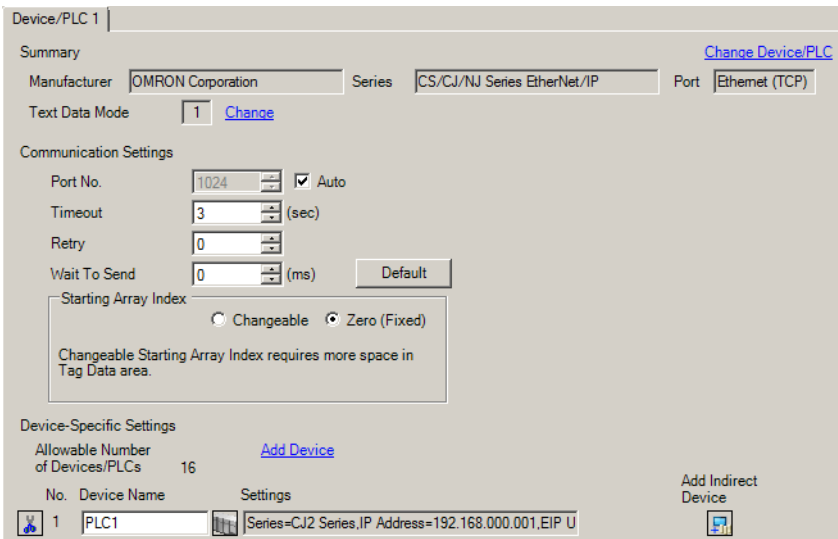 Device/PLC 1
Summary Change Device/PLC
Manufacturer OMRON Corporation Series CS/CJ/NJ Series EtherNet/IP Port Ethernet (TCP)
Text Data Mode 1 Change
Communication Settings
Port No. 1024 Auto
Timeout 3 (sec)
Retry 0
Wait To Send 0 (ms) Default
Starting Array Index
Changeable Zero (Fixed)
Changeable Starting Array Index requires more space in
Tag Data area.
Device-Specific Settings
Allowable Number Add Device
of Devices/PLCs 16
Add Indirect
No. Device Name Settings Device
1 PLC1 Series=CJ2 Series,IP Address=192.168.000.001,EIP U